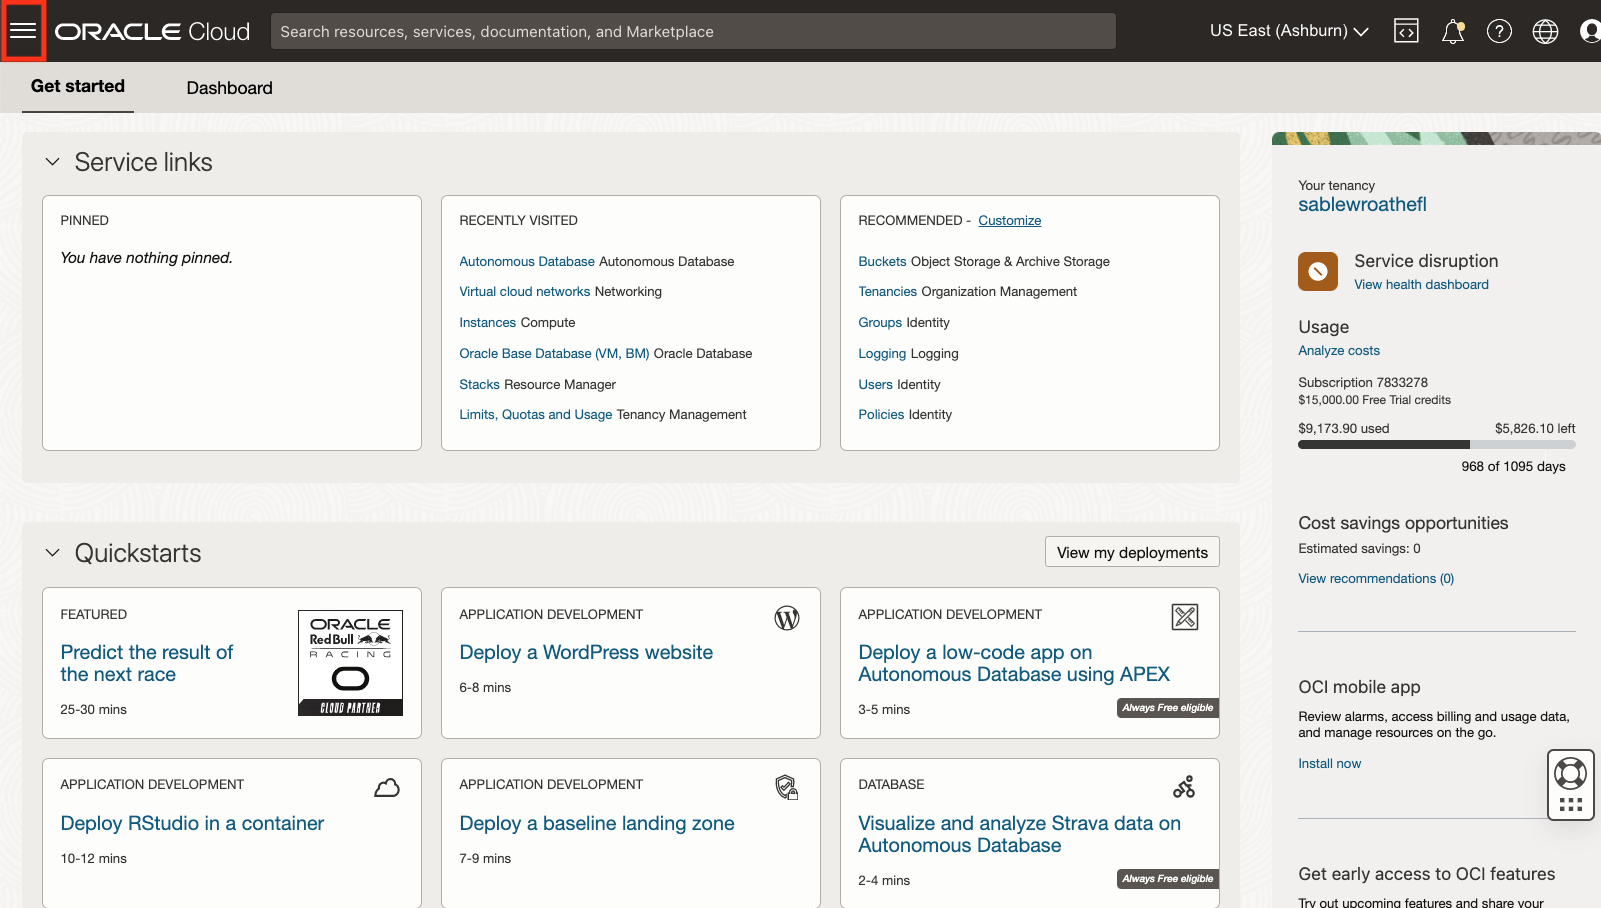 ORACLE Cloud
Search resources, services, documentation, and Marketplace
US East (Ashburn)
Get started
Dashboard
Service links
PINNED
You have nothing pinned.
RECENTLY VISITED
Autonomous Database Autonomous Database
Virtual cloud networks Networking
Instances Compute
Oracle Base Database (VM, BM) Oracle Database
Stacks Resource Manager
Limits, Quotas and Usage Tenancy Management
RECOMMENDED - Customize
Buckets Object Storage & Archive Storage
Tenancies Organization Management
Groups Identity
Logging Logging
Users Identity
Policies Identity
Quickstarts
View my deployments
FEATURED
Predict the result of
the next race
25-30 mins
ORACLE
Red Bull
RACING
CLOUD PARTNER
APPLICATION DEVELOPMENT
Deploy a WordPress website
6-8 mins
APPLICATION DEVELOPMENT
Deploy a low-code app on
Autonomous Database using APEX
3-5 mins
Always Free eligible
APPLICATION DEVELOPMENT
Deploy RStudio in a container
10-12 mins
APPLICATION DEVELOPMENT
Deploy a baseline landing zone
7-9 mins
DATABASE
Visualize and analyze Strava data on
Autonomous Database
2-4 mins
Always Free eligible
Your tenancy
sablewroathefl
Service disruption
View health dashboard
Usage
Analyze costs
Subscription 7833278
$15,000.00 Free Trial credits
$9,173.90 used
$5,826.10 left
968 of 1095 days
Cost savings opportunities
Estimated savings: 0
View recommendations (0)
OCI mobile app
Review alarms, access billing and usage data,
and manage resources on the go.
Install now
Get early access to OCI features
Try out upcoming features and share your